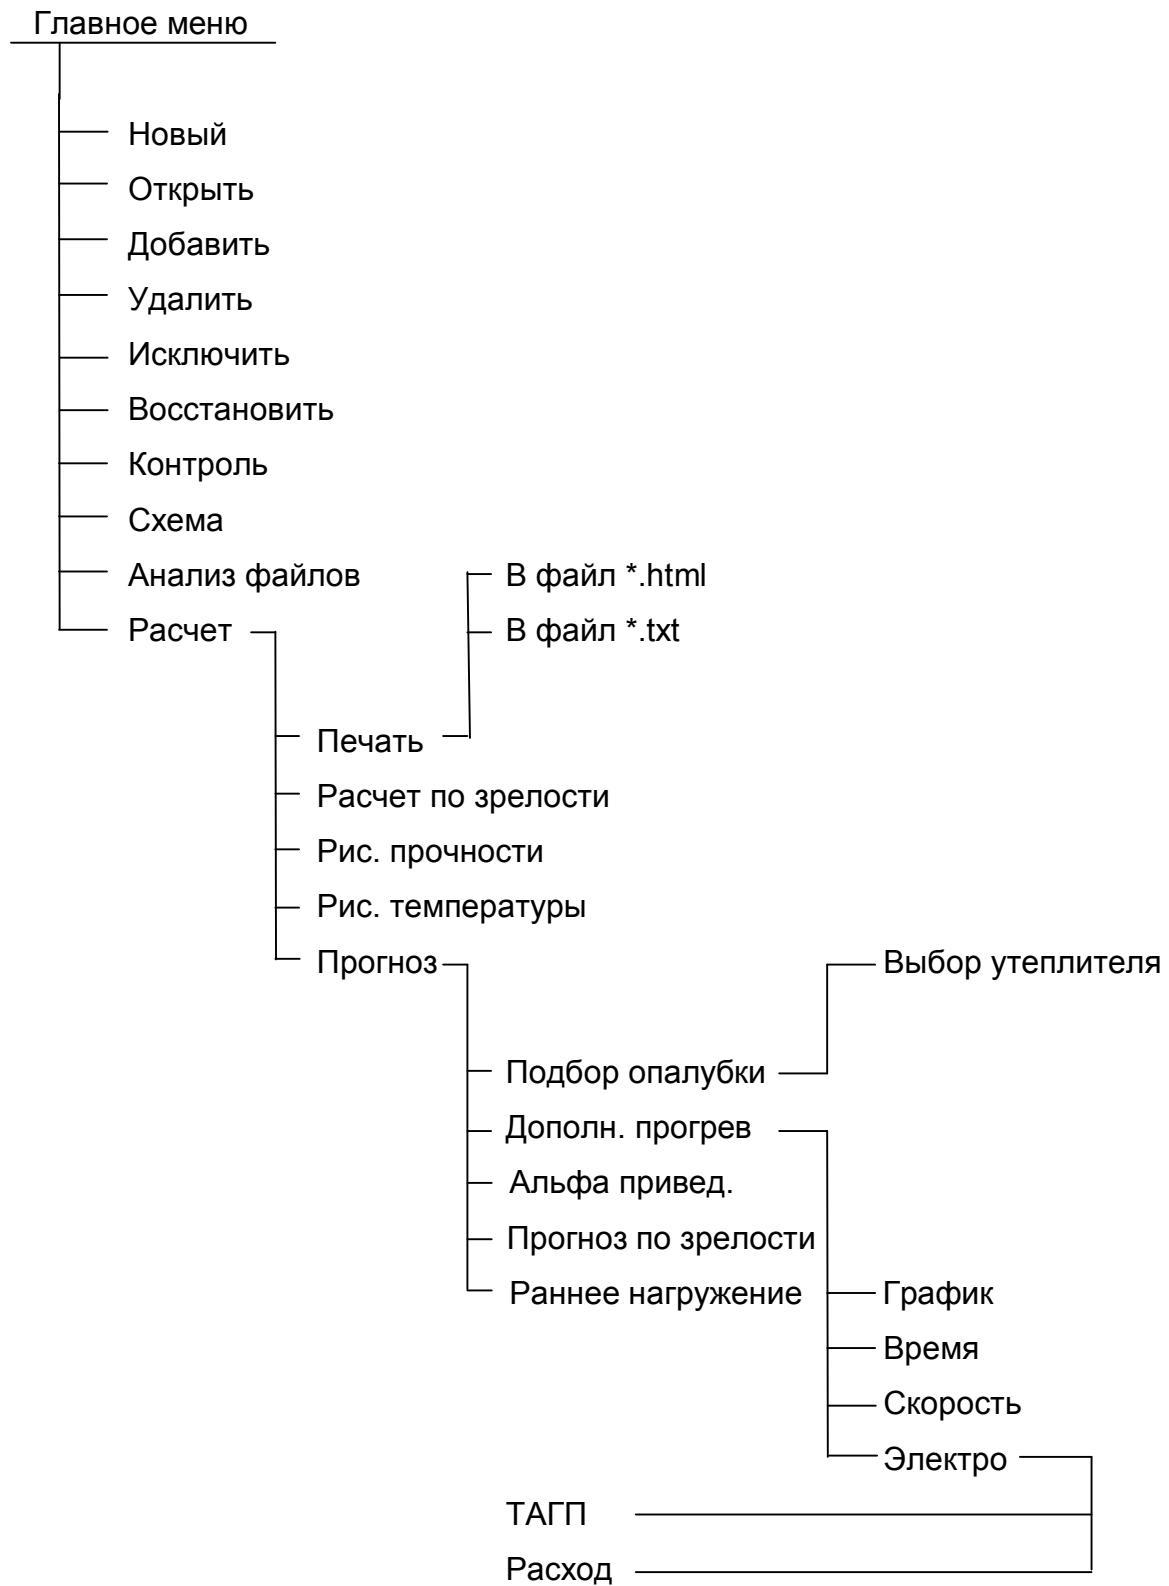 Главное меню
Новый
Открыть
Добавить
Удалить
Исключить
Восстановить
Контроль
Схема
Анализ файлов
В файл *.html
Расчет
В файл *.txt
Печать
Расчет по зрелости
Рис. прочности
Рис. температуры
Прогноз
Выбор утеплителя
Подбор опалубки
Дополн. прогрев
Альфа привед.
Прогноз по зрелости
Раннее нагружение
График
Время
Скорость
Электро
ТАГП
Расход